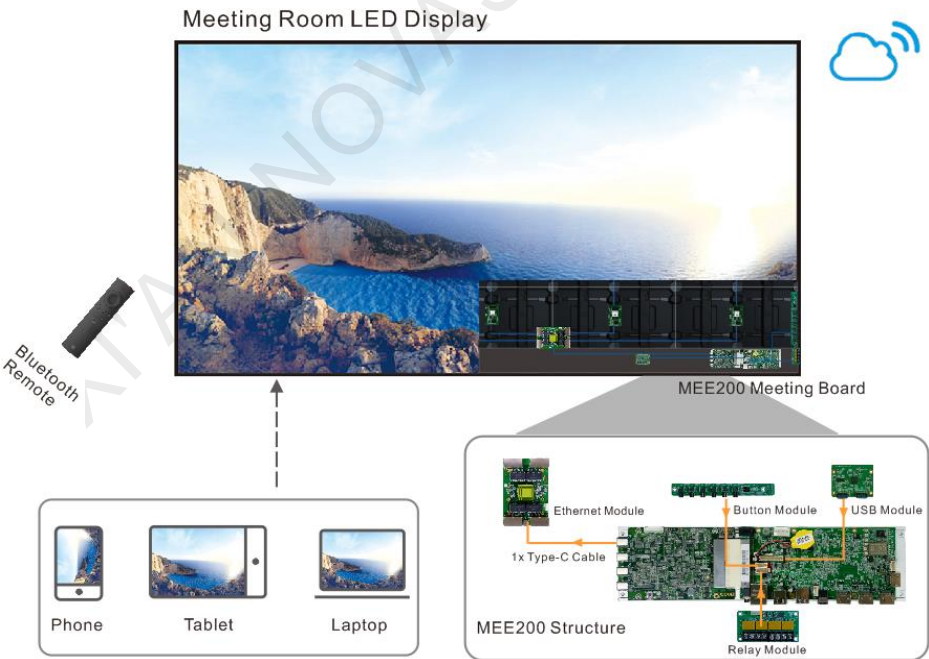 Meeting Room LED Display
Bluetooth
Remote
MEE200 Meeting Board
Ethernet Module
Button Module
USB Module
1x Type-C Cable
Phone
Tablet
Laptop
MEE200 Structure
Relay Module